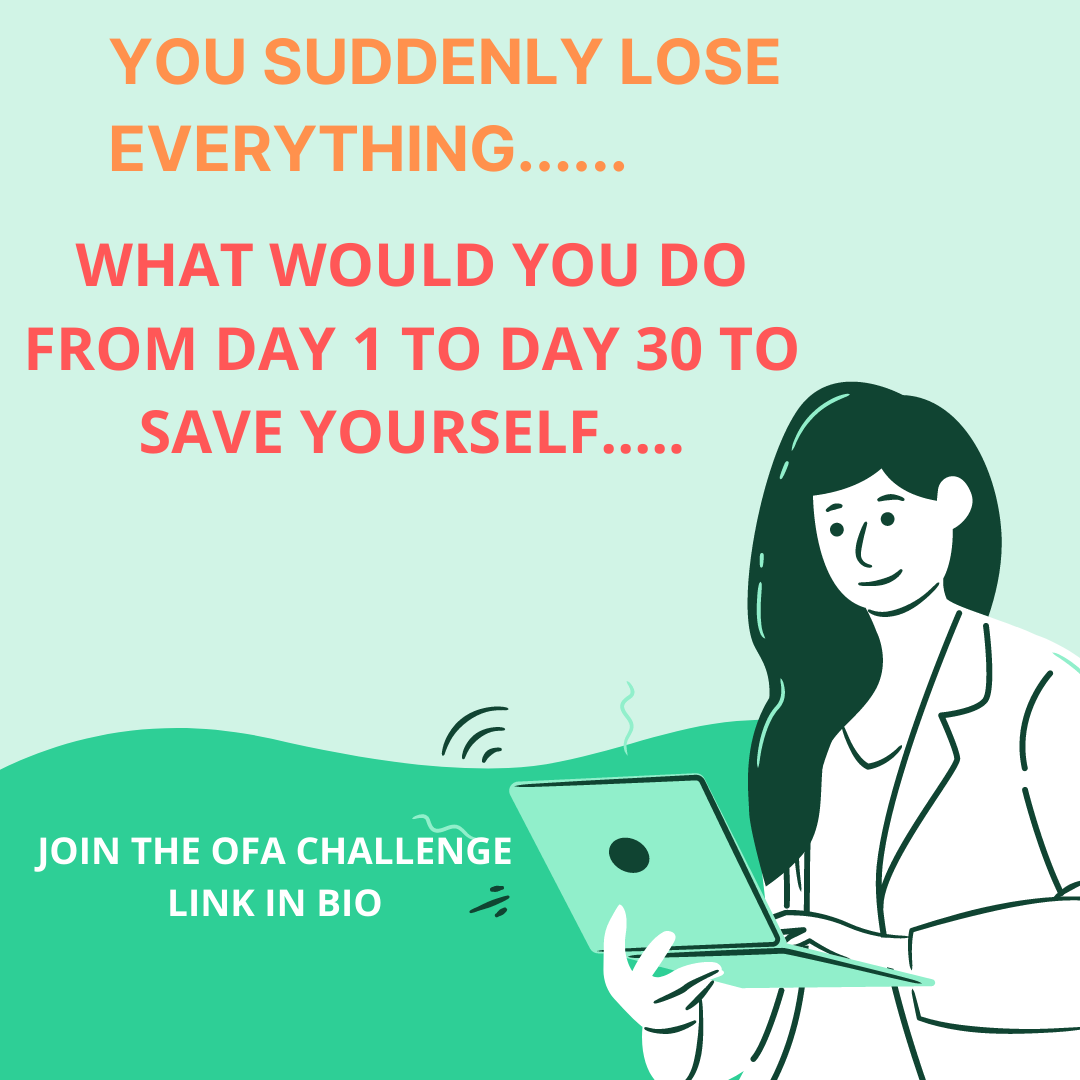 YOU SUDDENLY LOSE
EVERYTHING......
WHAT WOULD YOU DO
FROM DAY 1 TO DAY 30 TO
SAVE YOURSELF.....
JOIN THE OFA CHALLENGE
LINK IN BIO